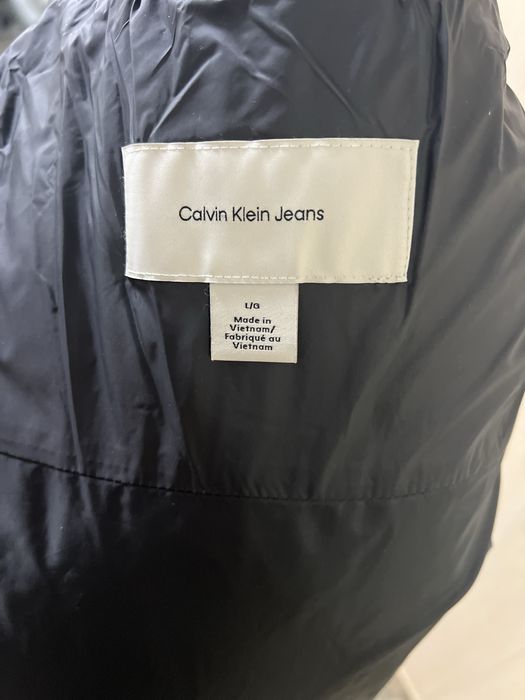 Calvin Klein Jeans
L/G
Made in
Vietnam/
Fabriqué au
Vietnam